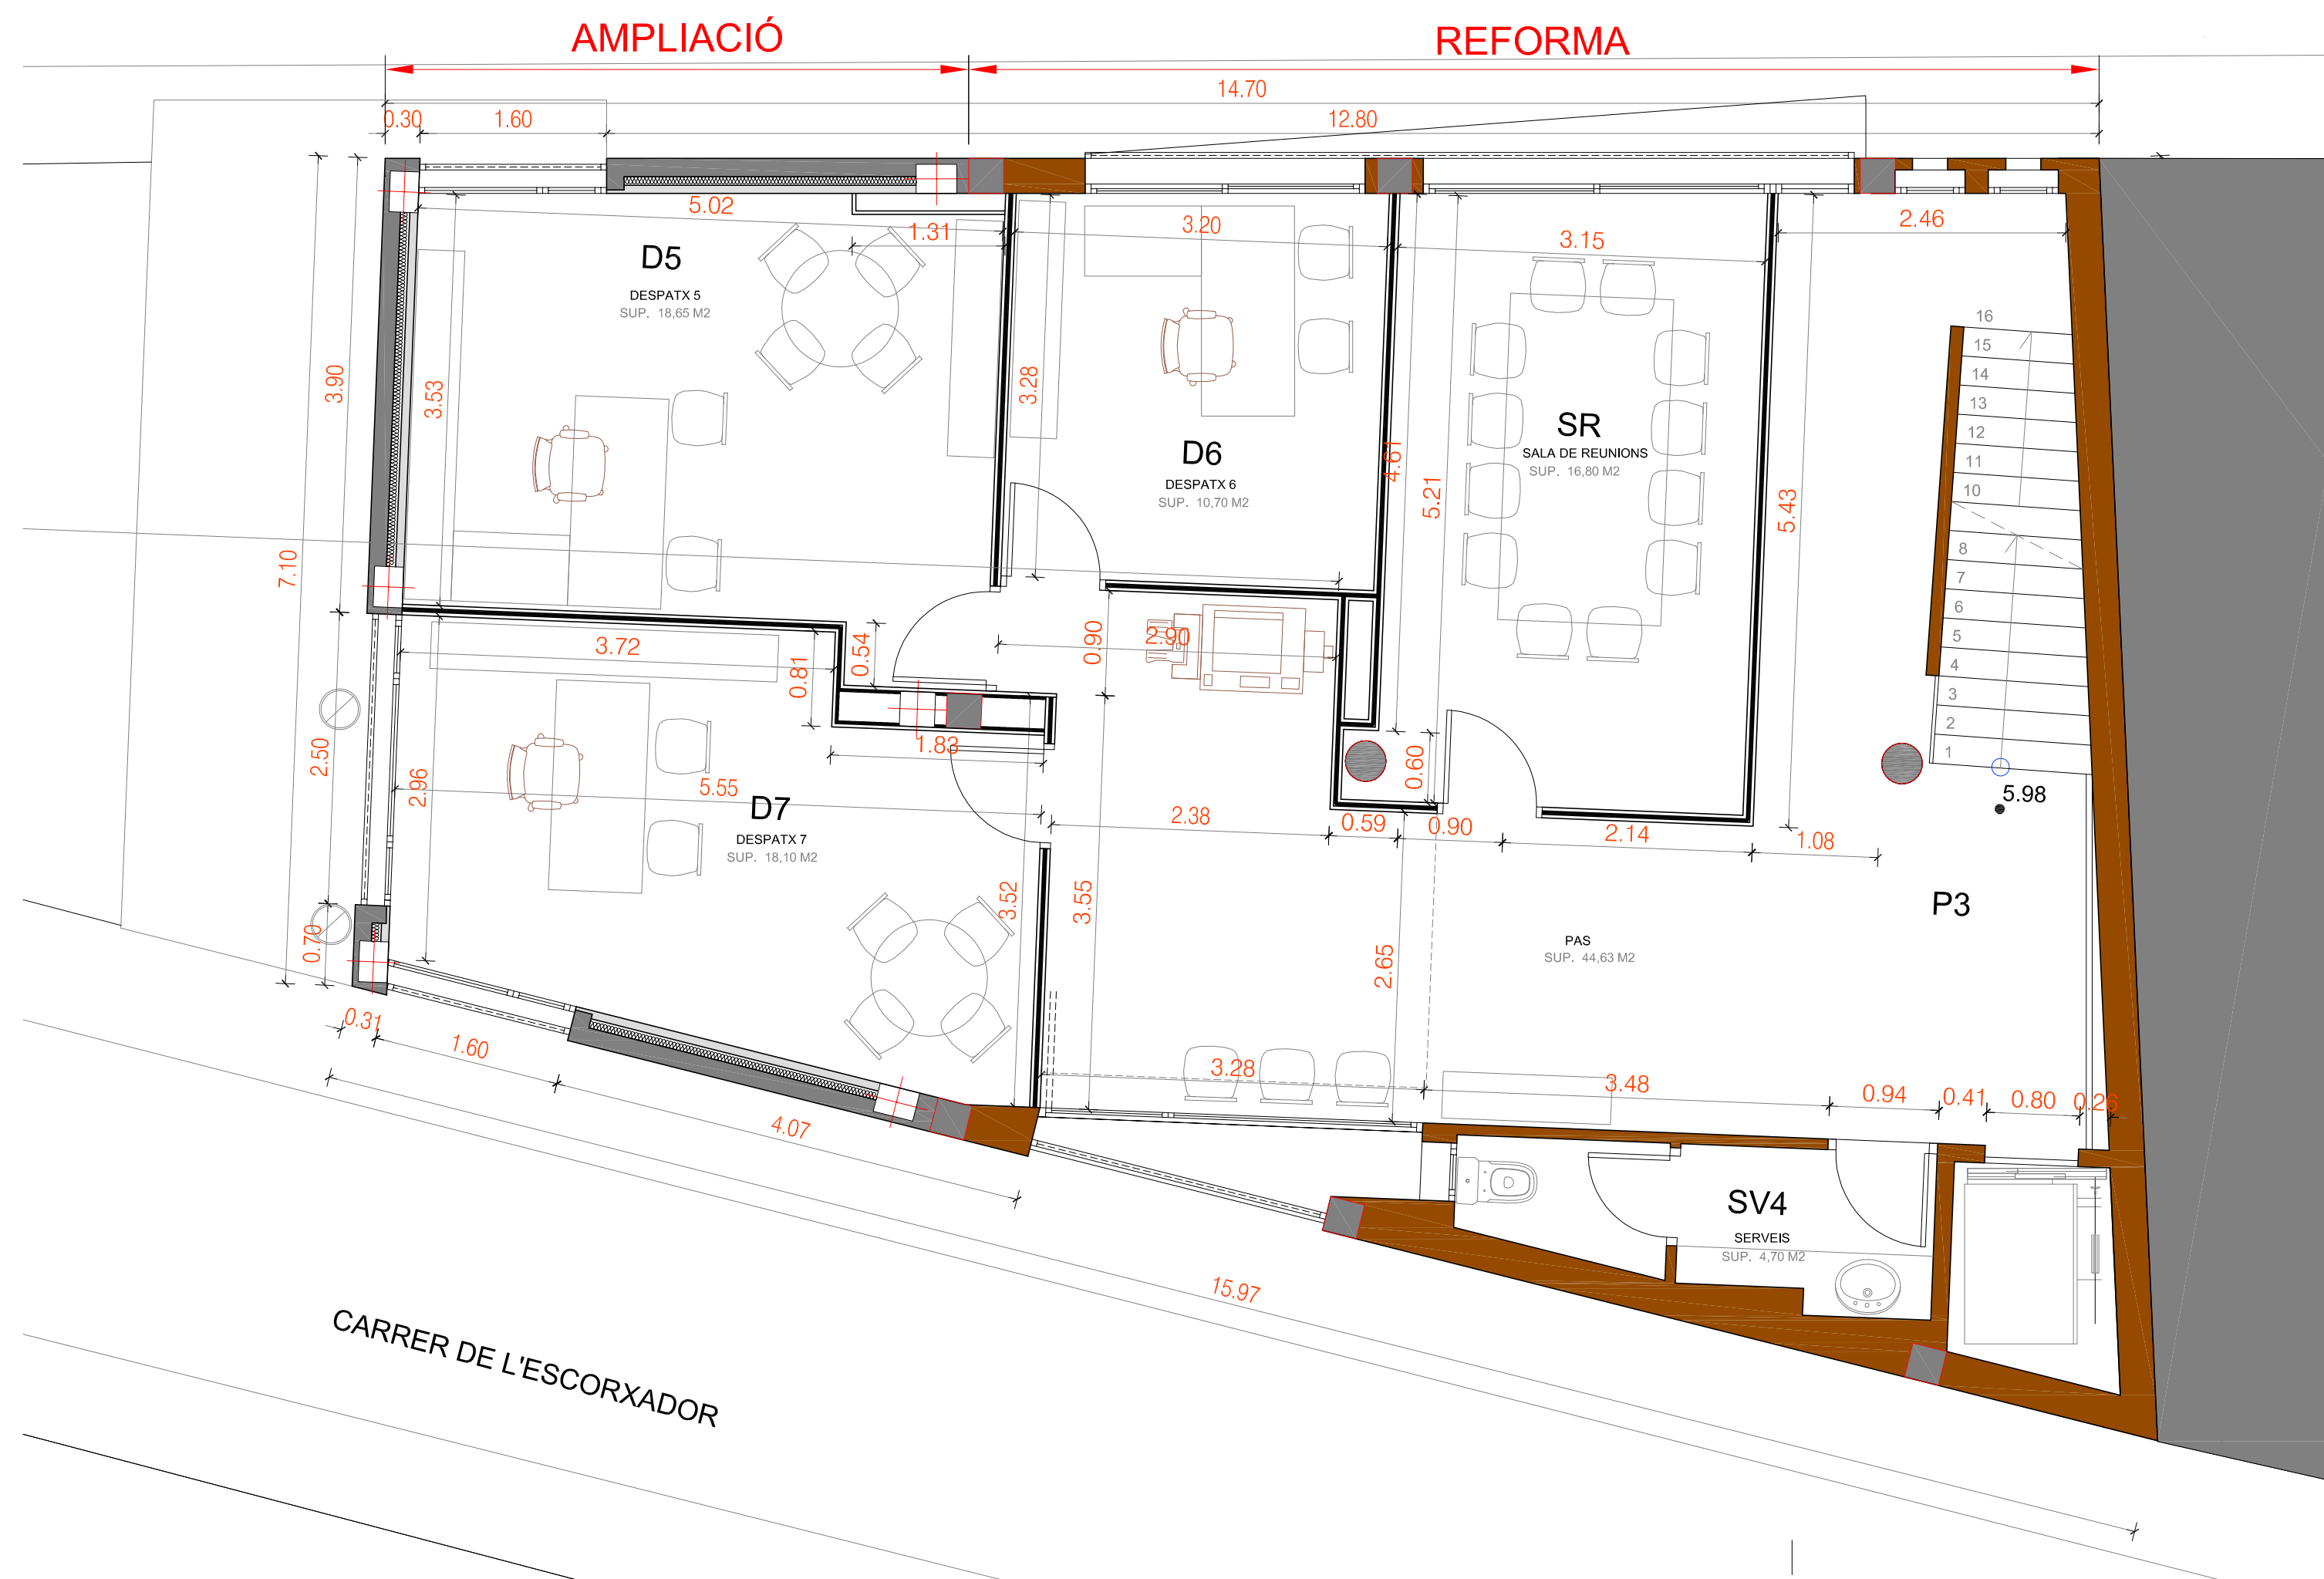 AMPLIACIÓ
REFORMA
14.70
0.30
1.60
12.80
5.02
1.31
3.20
3.15
2.46
D5
DESPATX 5
SUP. 18,65 M2
3.90
3.53
3.28
7.10
D6
DESPATX 6
SUP. 10,70 M2
4.61
5.21
SR
SALA DE REUNIONS
SUP. 16,80 M2
5.43
16
15
14
13
12
11
10
8
7
6
5
4
3
2
1
5.98
3.72
0.54
0.81
0.90
2.90
1.83
2.50
2.96
5.55
D7
DESPATX 7
SUP. 18,10 M2
0.60
2.38
0.59
0.90
2.14
1.08
P3
0.70
3.52
3.55
2.65
PAS
SUP. 44,63 M2
0.31
1.60
4.07
3.28
3.48
0.94
0.41
0.80
0.26
SV4
SERVEIS
SUP. 4,70 M2
15.97
CARRER DE L'ESCORXADOR